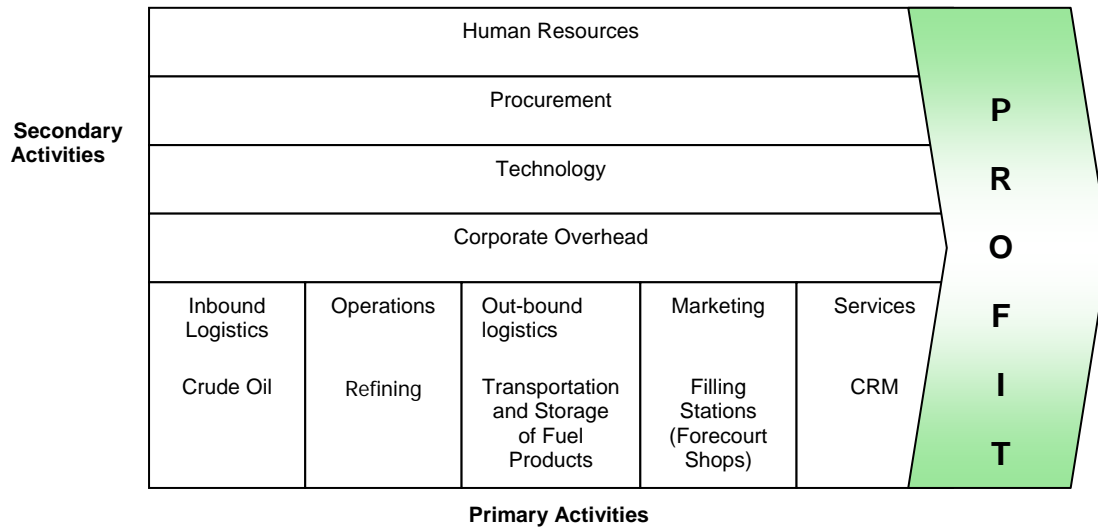 Human Resources
Procurement
Secondary
Activities
Technology
Corporate Overhead
Inbound
Logistics
Crude Oil
Operations
Refining
Out-bound
logistics
Transportation
and Storage
of Fuel
Products
Marketing
Filling
Stations
(Forecourt
Shops)
Services
CRM
P
R
O
F
I
T
Primary Activities